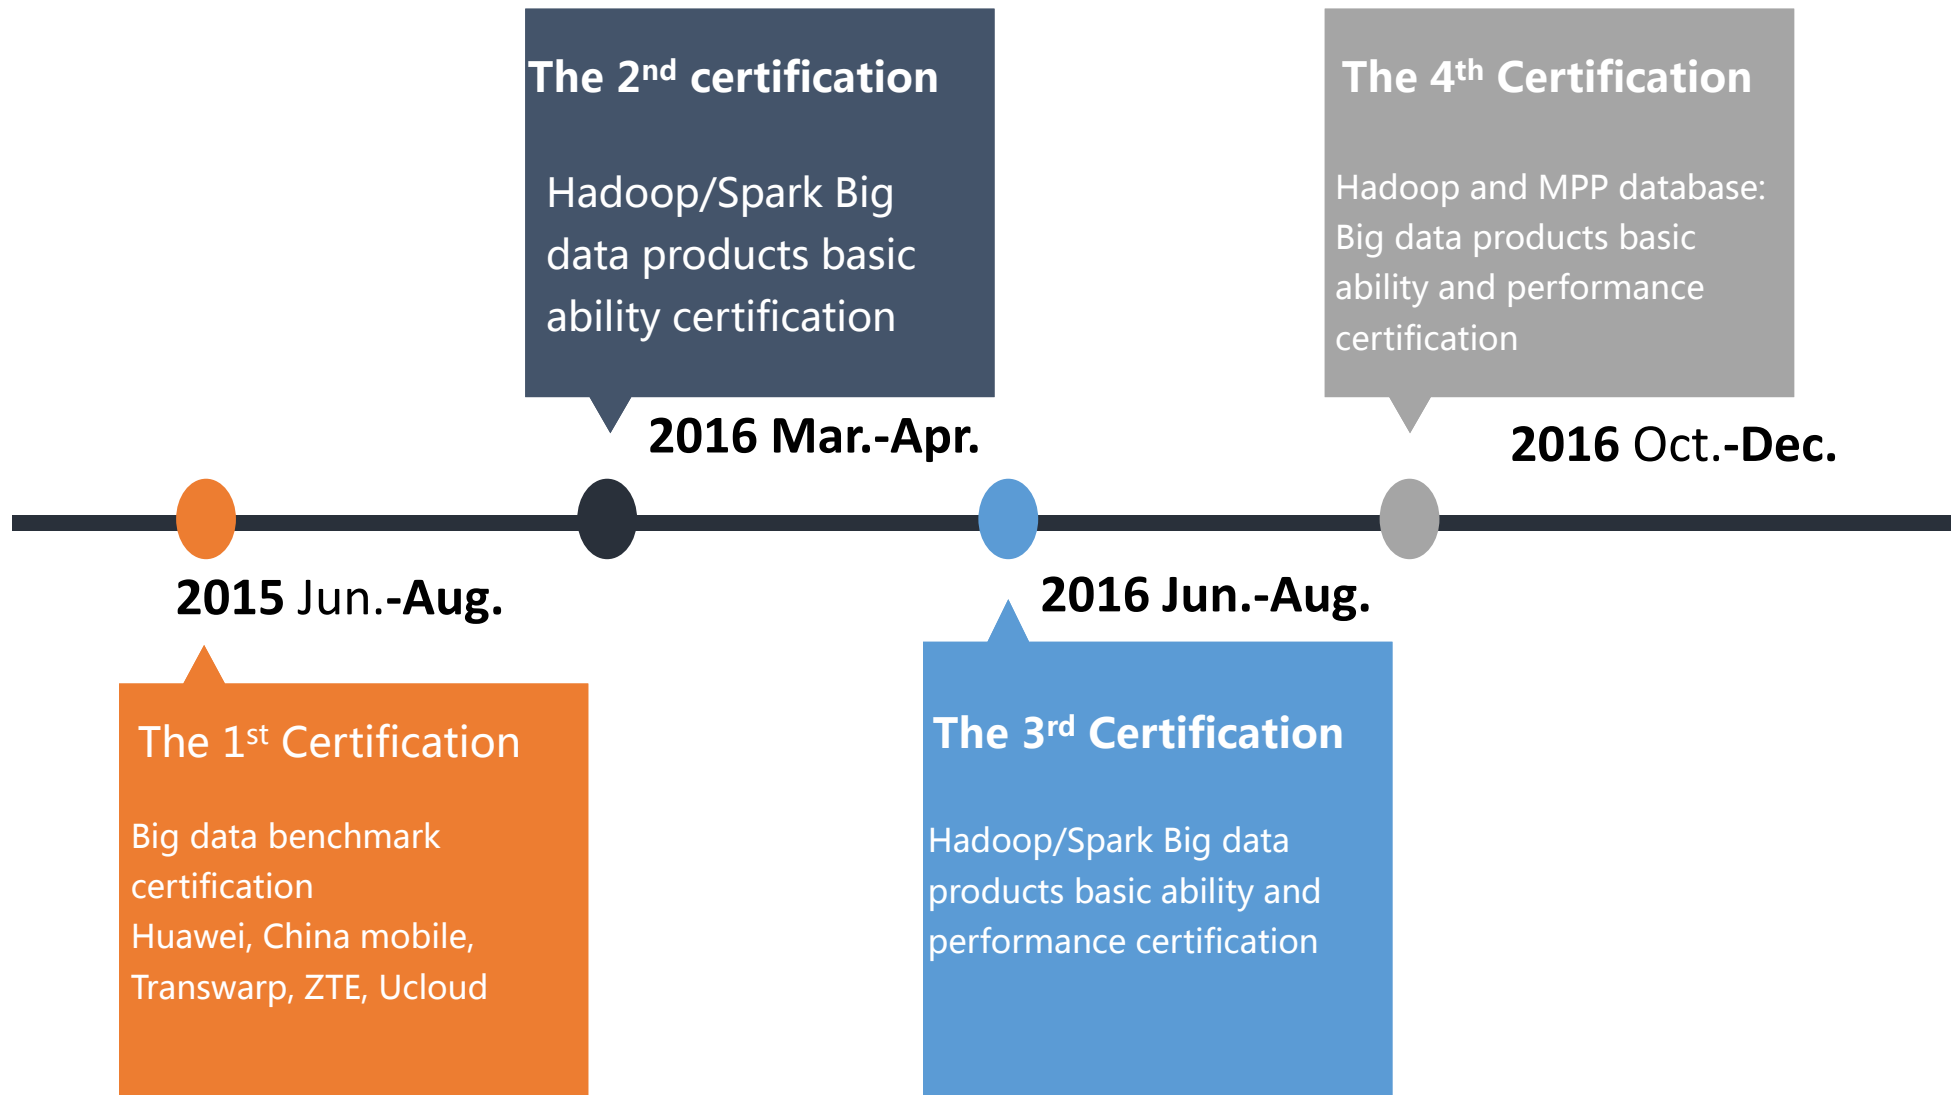 The 2nd certification
Hadoop/Spark Big
data products basic
ability certification
2016 Mar.-Apr.
The 4th Certification
Hadoop and MPP database:
Big data products basic
ability and performance
certification
2016 Oct.-Dec.
2015 Jun.-Aug.
The 1st Certification
Big data benchmark
certification
Huawei, China mobile,
Transwarp, ZTE, Ucloud
2016 Jun.-Aug.
The 3rd Certification
Hadoop/Spark Big data
products basic ability and
performance certification